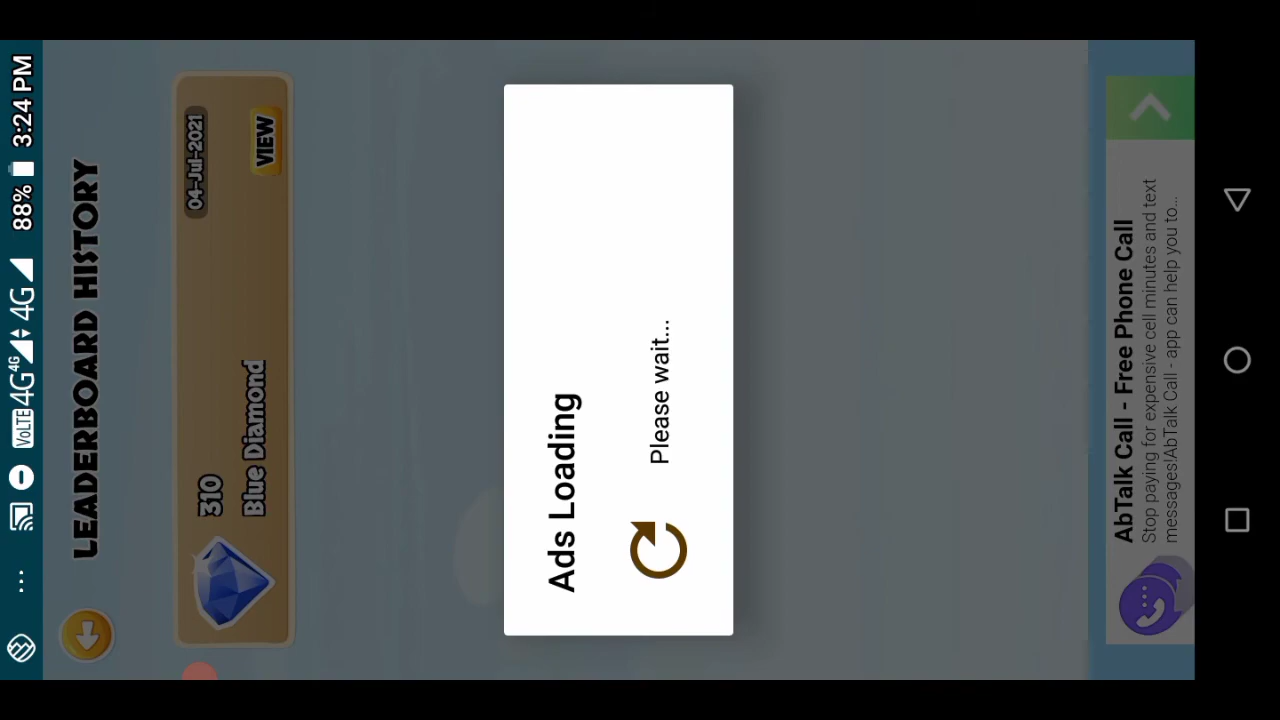 ... VoLTE 4G 4G 4G 88% 3:24 PM
LEADERBOARD HISTORY
04-Jul-2021
310
Blue Diamond
VIEW
Ads Loading
Please wait...
AbTalk Call - Free Phone Call
Stop paying for expensive cell minutes and text
messages!AbTalk Call - app can help you to...